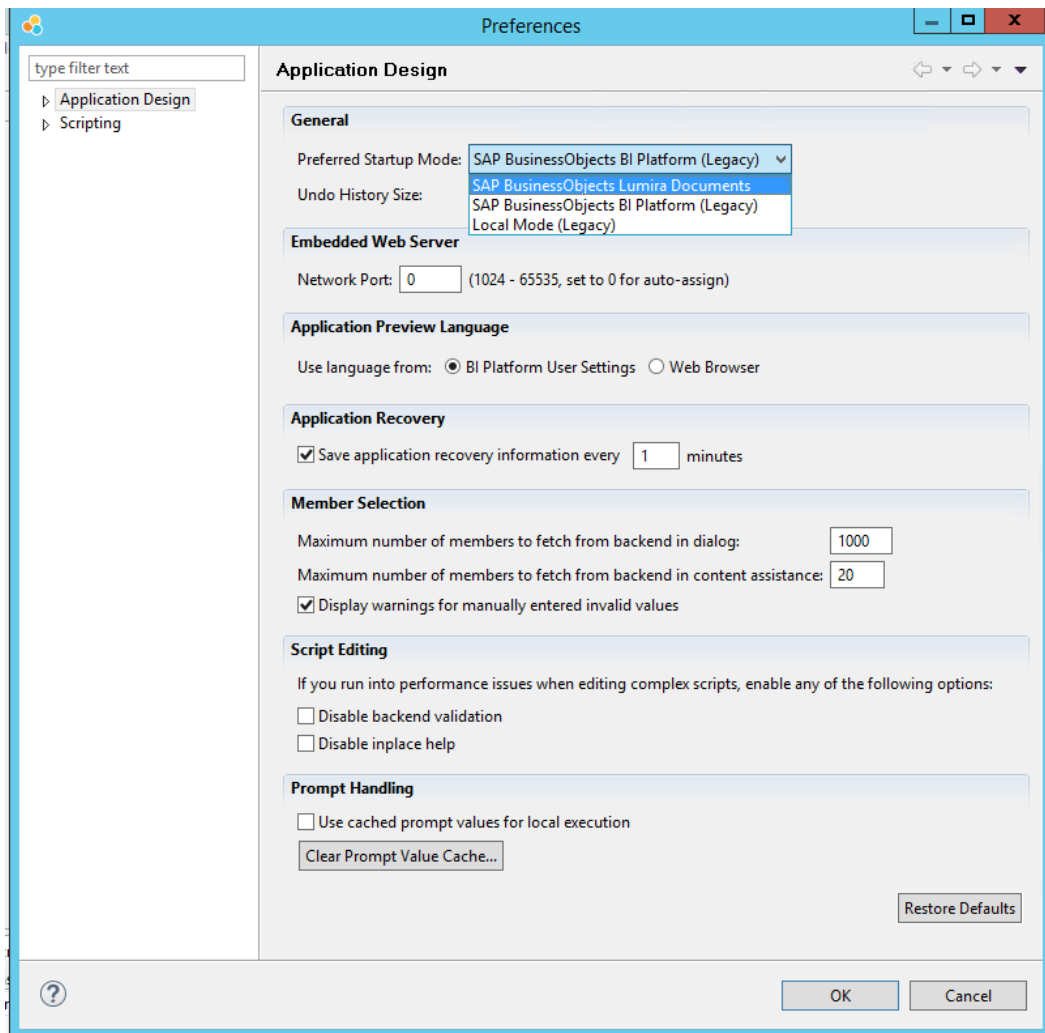 Preferences
type filter text
Application Design
Scripting
Application Design
General
Preferred Startup Mode: SAP BusinessObjects BI Platform (Legacy)
SAP BusinessObjects Lumira Documents
Undo History Size:
SAP BusinessObjects BI Platform (Legacy)
Local Mode (Legacy)
Embedded Web Server
Network Port: 0 (1024 - 65535, set to 0 for auto-assign)
Application Preview Language
Use language from: BI Platform User Settings Web Browser
Application Recovery
Save application recovery information every 1 minutes
Member Selection
Maximum number of members to fetch from backend in dialog: 1000
Maximum number of members to fetch from backend in content assistance: 20
Display warnings for manually entered invalid values
Script Editing
If you run into performance issues when editing complex scripts, enable any of the following options:
Disable backend validation
Disable inplace help
Prompt Handling
Use cached prompt values for local execution
Clear Prompt Value Cache...
Restore Defaults
OK Cancel